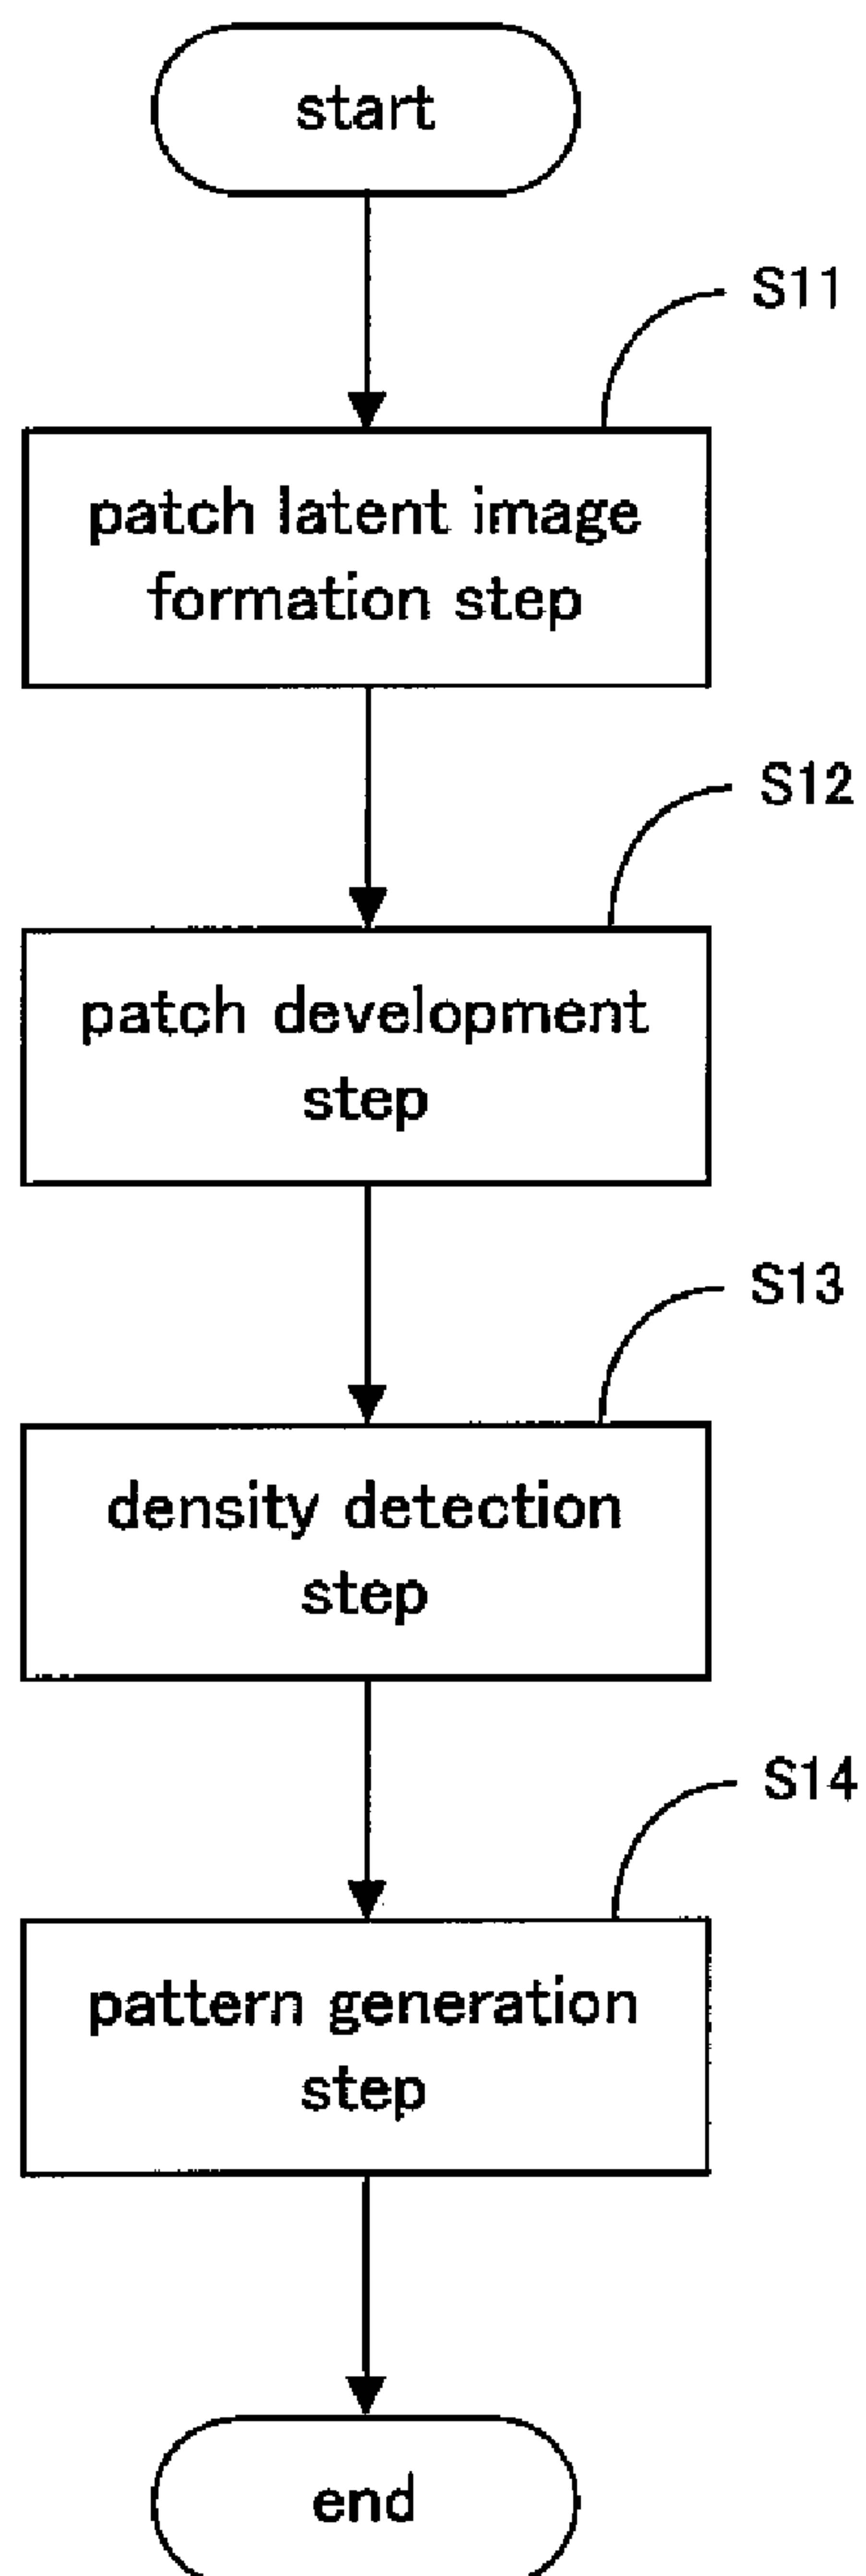 start
S11
patch latent image
formation step
S12
patch development
step
S13
density detection
step
S14
pattern generation
step
end